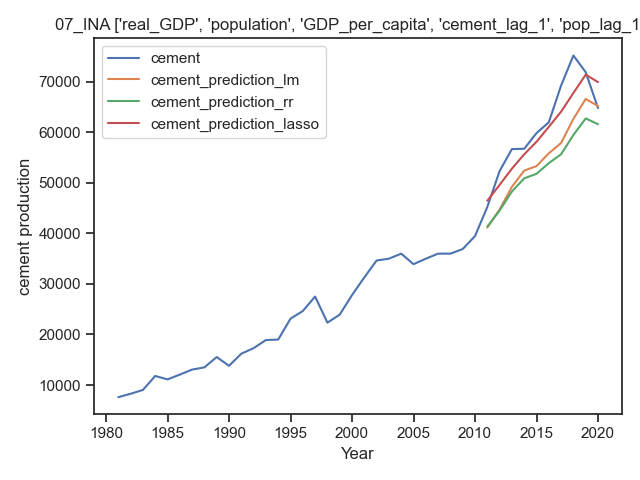 07_INA ['real_GDP', 'population', 'GDP_per_capita', 'cement_lag_1', 'pop_lag_1
cement
cement_prediction_lm
cement_prediction_rr
cement_prediction_lasso
70000
60000
50000
40000
30000
20000
10000
cement production
1980 1985 1990 1995 2000 2005 2010 2015 2020
Year